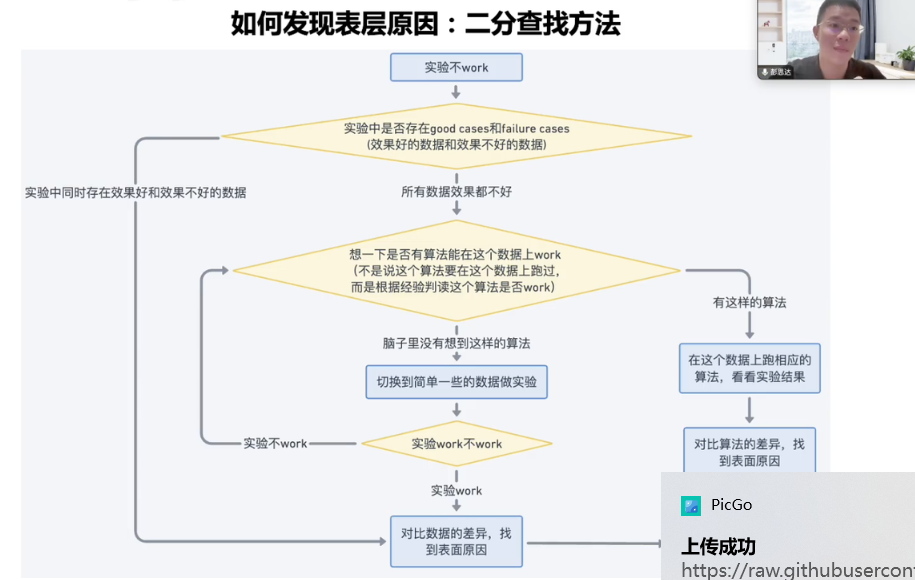 如何发现表层原因：二分查找方法
彭思达
实验不work
实验中是否存在good cases和failure cases
(效果好的数据和效果不好的数据)
实验中同时存在效果好和效果不好的数据
所有数据效果都不好
想一下是否有算法能在这个数据上work
(不是说这个算法要在这个数据上跑过，
而是根据经验判读这个算法是否work)
有这样的算法
脑子里没有想到这样的算法
在这个数据上跑相应的
算法，看看实验结果
切换到简单一些的数据做实验
实验不work
实验work不work
对比算法的差异，找
到表面原因
实验work
对比数据的差异，找
到表面原因
PicGo
上传成功
https://raw.githubusercon